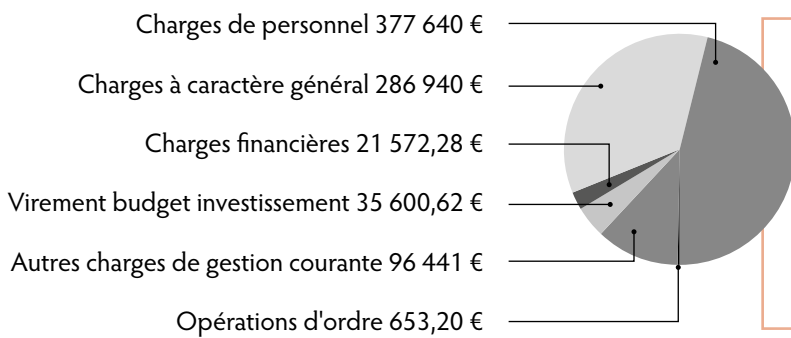 Charges de personnel 377 640 €
Charges à caractère général 286 940 €
Charges financières 21 572,28 €
Virement budget investissement 35 600,62 €
Autres charges de gestion courante 96 441 €
Opérations d'ordre 653,20 €